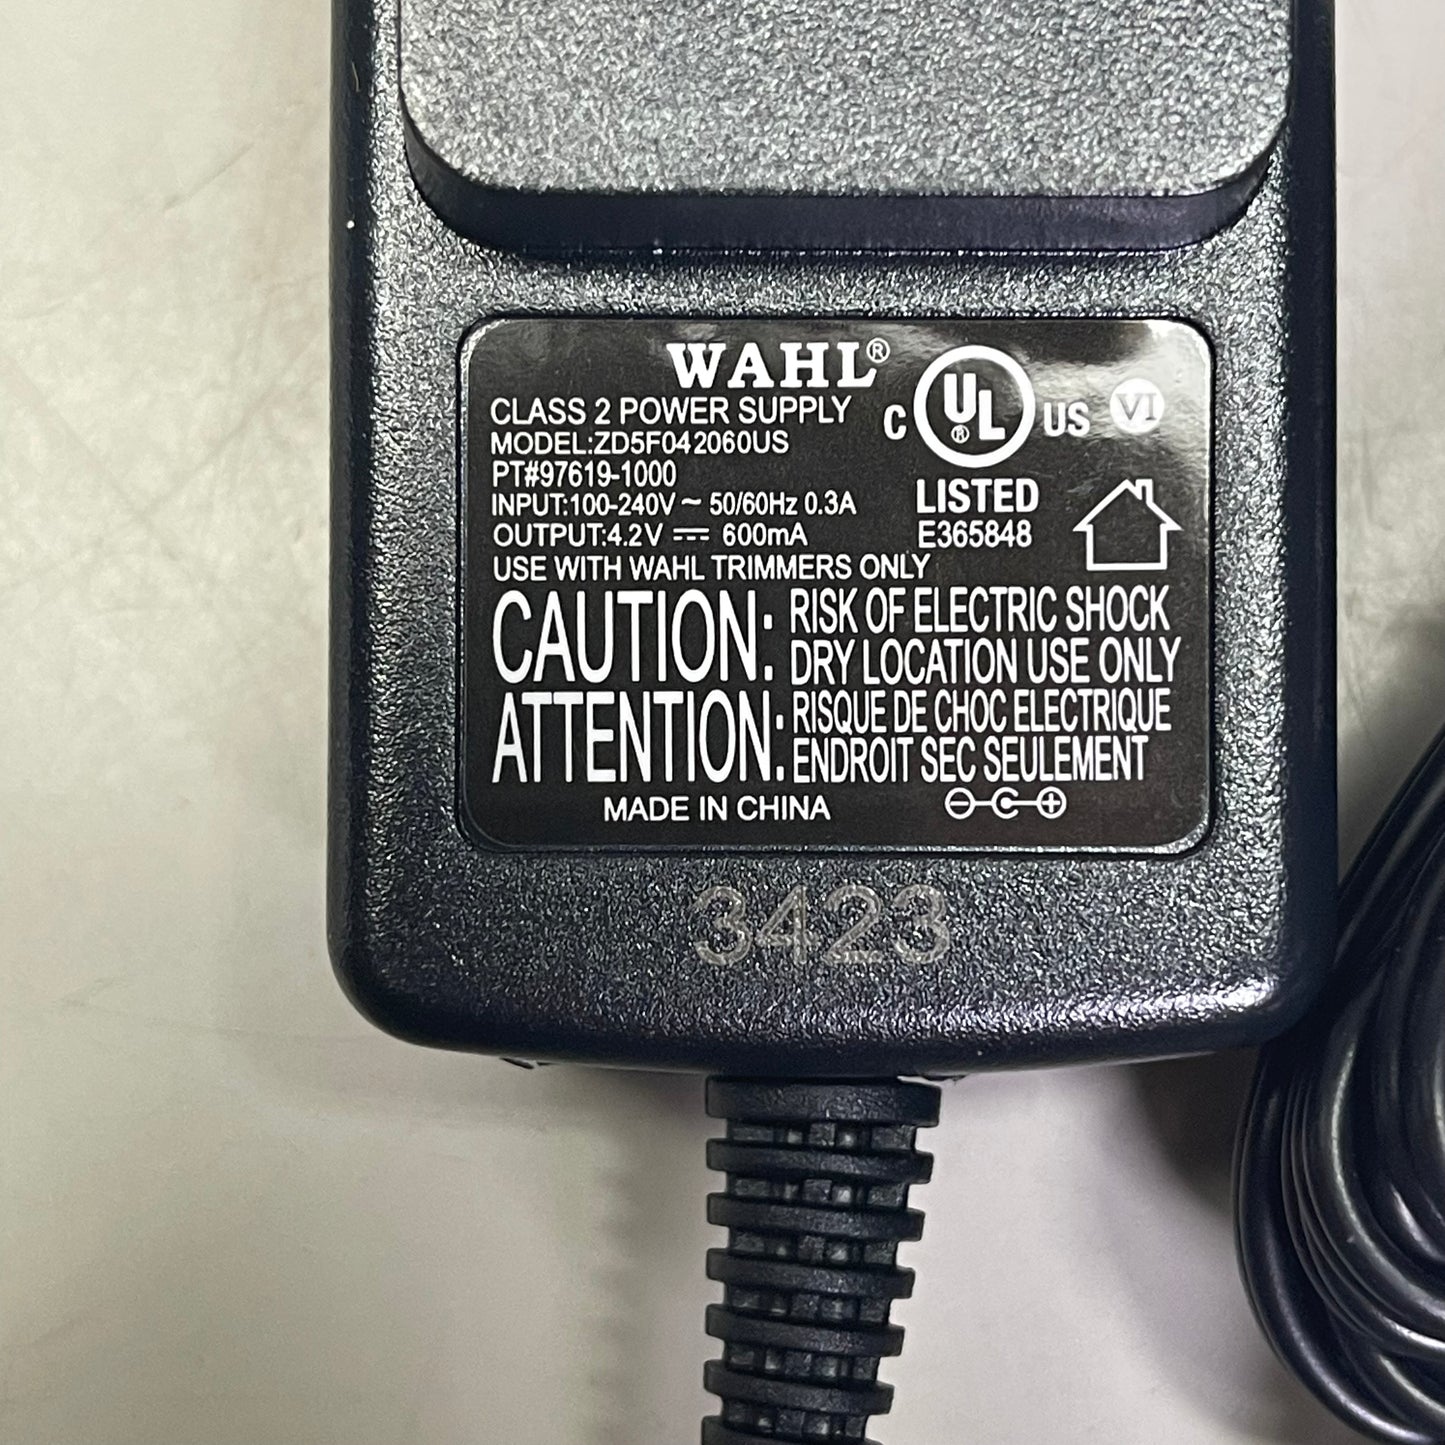 WAHL®
CLASS 2 POWER SUPPLY
MODEL:ZD5F042060US
PT#97619-1000
INPUT:100-240V ~ 50/60Hz 0.3A
OUTPUT:4.2V ⎓ 600mA
USE WITH WAHL TRIMMERS ONLY
C UL® US VI
LISTED
E365848
CAUTION: RISK OF ELECTRIC SHOCK
DRY LOCATION USE ONLY
ATTENTION: RISQUE DE CHOC ELECTRIQUE
ENDROIT SEC SEULEMENT
MADE IN CHINA
3423